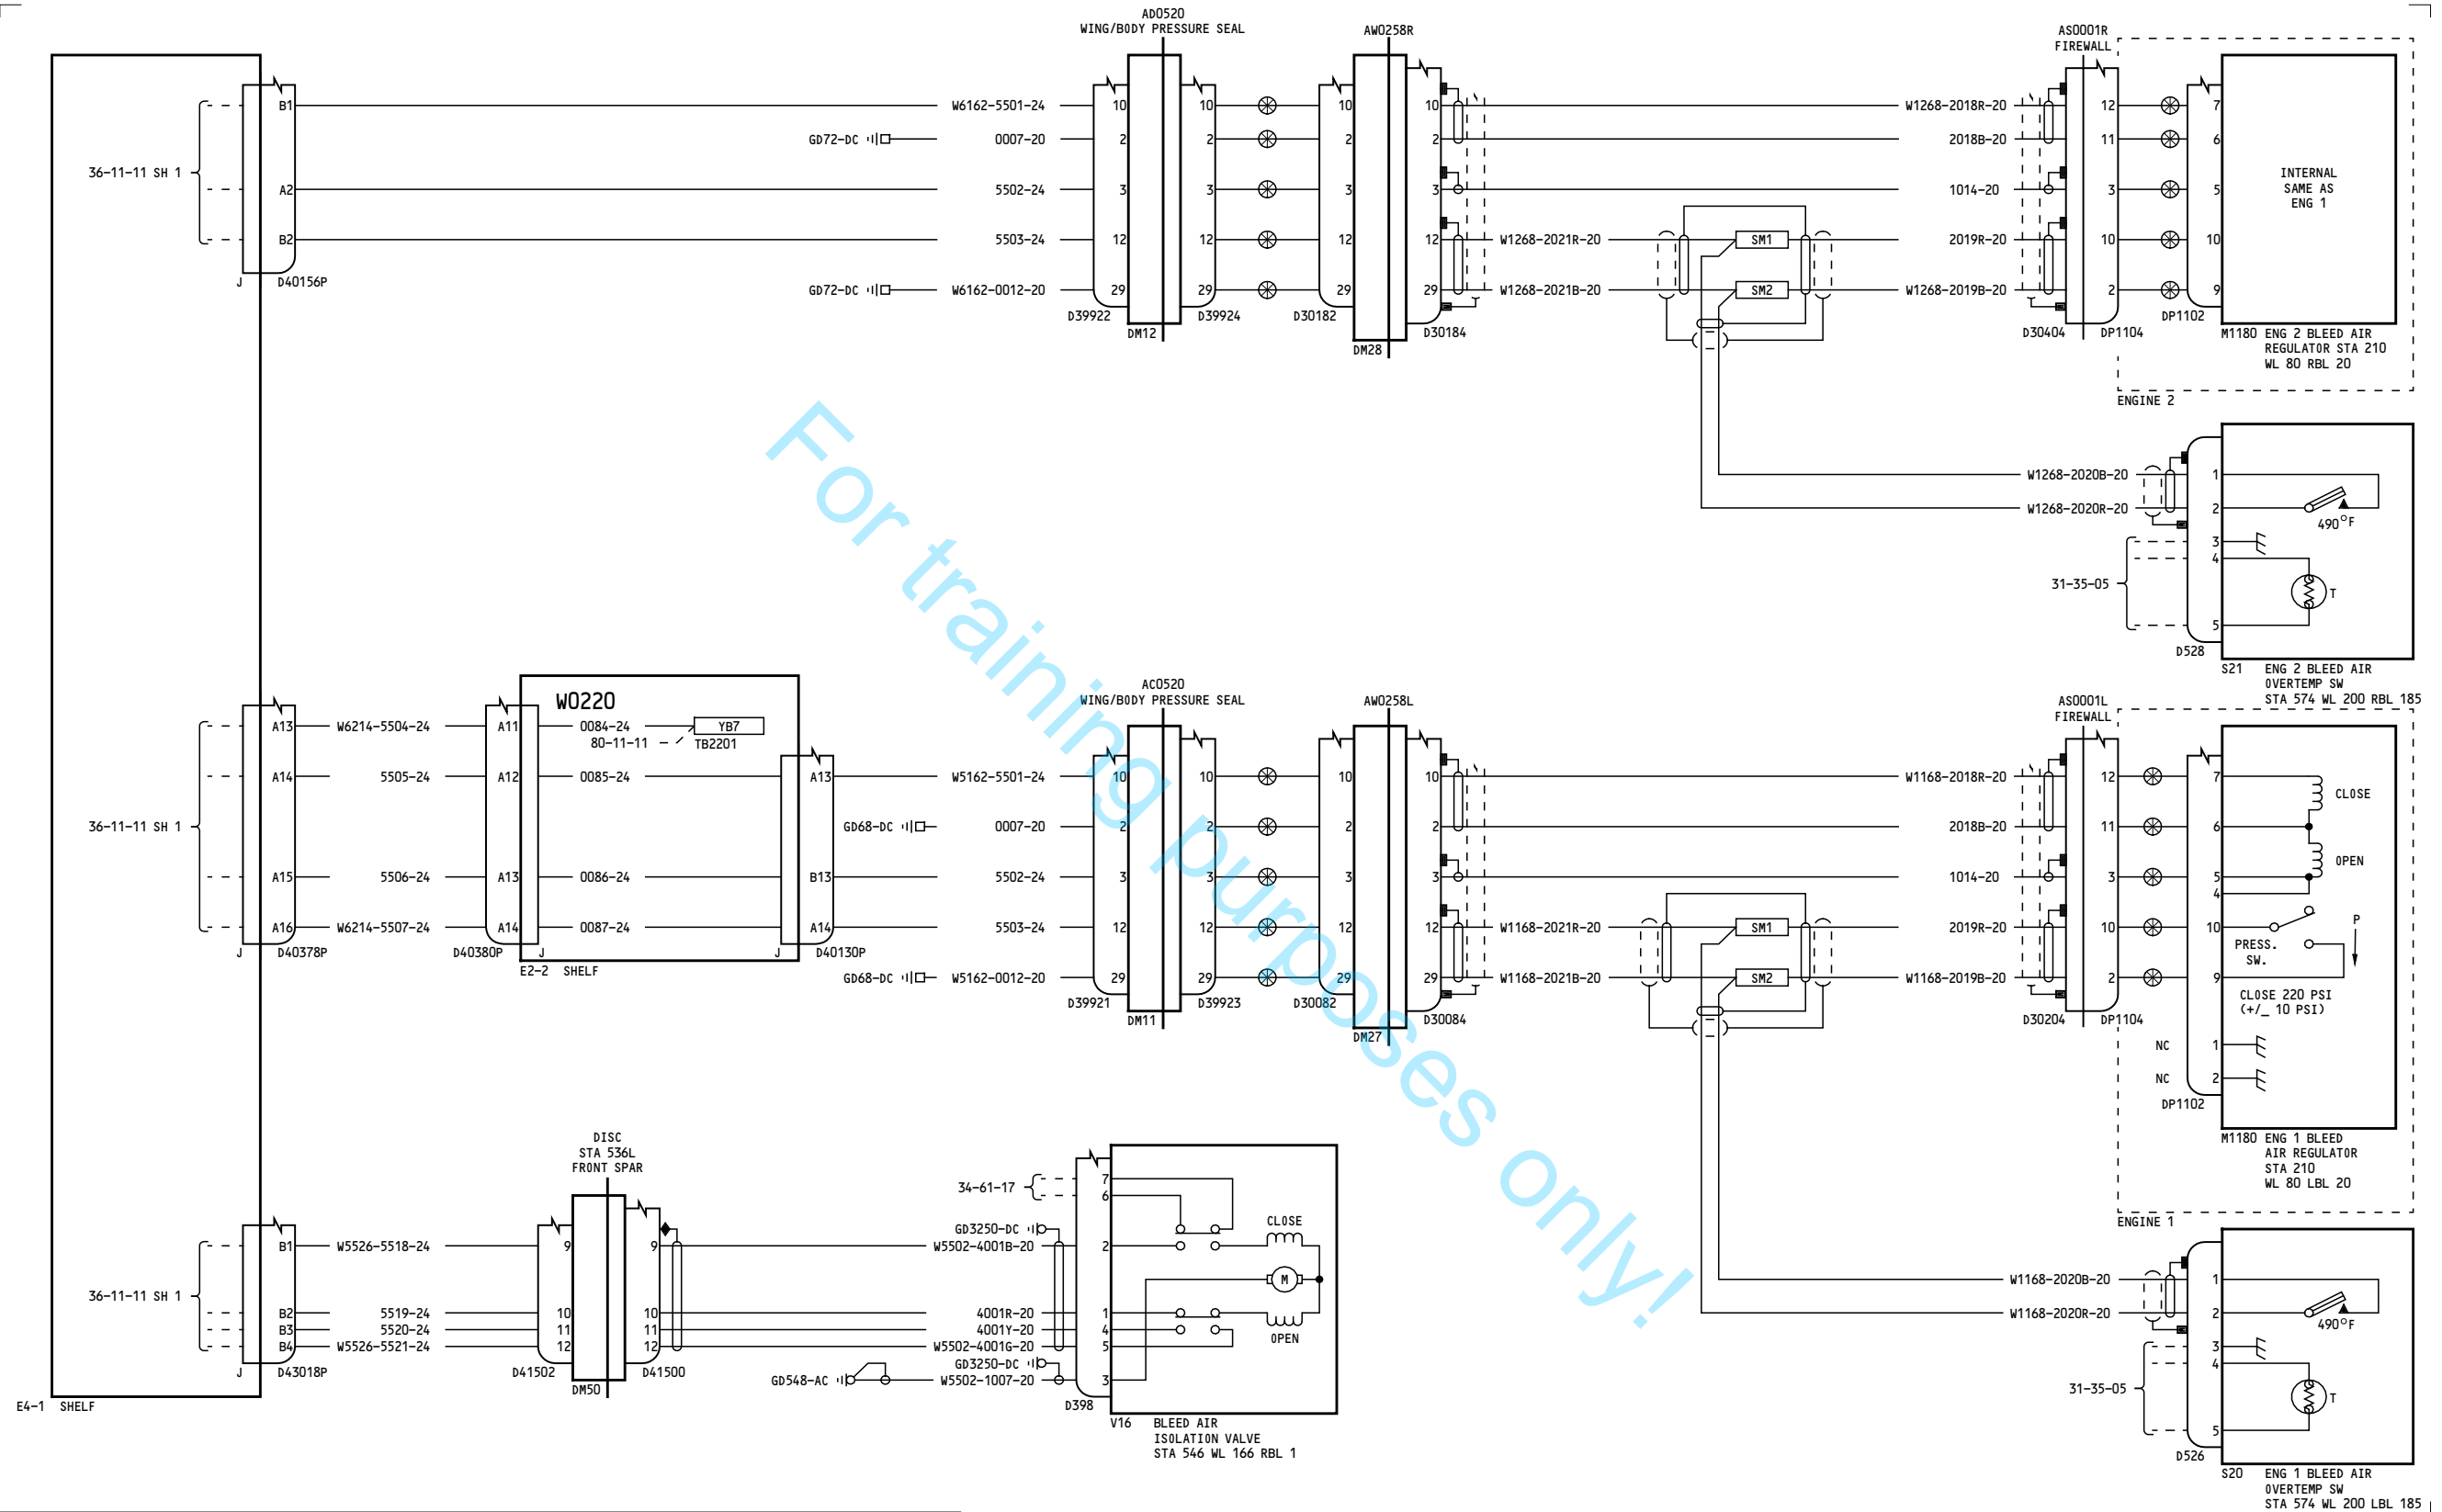 AD0520
WING/BODY PRESSURE SEAL
AW0258R
AS0001R
FIREWALL
36-11-11 SH 1
B1
A2
B2
J
D40156P
W6162-5501-24
GD72-DC
0007-20
5502-24
5503-24
GD72-DC
W6162-0012-20
10
2
3
12
29
D39922
DM12
10
2
3
12
29
D39924
10
2
3
12
29
D30182
DM28
10
2
3
12
29
D30184
W1268-2021R-20
W1268-2021B-20
SM1
SM2
W1268-2018R-20
2018B-20
1014-20
2019R-20
W1268-2019B-20
12
11
3
10
2
D30404
DP1104
7
6
5
10
9
DP1102
INTERNAL
SAME AS
ENG 1
M1180 ENG 2 BLEED AIR
REGULATOR STA 210
WL 80 RBL 20
ENGINE 2
W1268-2020B-20
W1268-2020R-20
31-35-05
1
2
3
4
5
490°F
T
D528
S21 ENG 2 BLEED AIR
OVERTEMP SW
STA 574 WL 200 RBL 185
36-11-11 SH 1
A13
A14
A15
A16
J
D40378P
W6214-5504-24
5505-24
5506-24
W6214-5507-24
A11
A12
A13
A14
D40380P
J
W0220
0084-24
YB7
80-11-11
TB2201
0085-24
0086-24
0087-24
E2-2 SHELF
A13
B13
A14
J
D40130P
AC0520
WING/BODY PRESSURE SEAL
AW0258L
AS0001L
FIREWALL
W5162-5501-24
GD68-DC
0007-20
5502-24
5503-24
GD68-DC
W5162-0012-20
10
2
3
12
29
D39921
DM11
10
2
3
12
29
D39923
10
2
3
12
29
D30082
DM27
10
2
3
12
29
D30084
W1168-2021R-20
W1168-2021B-20
SM1
SM2
W1168-2018R-20
2018B-20
1014-20
2019R-20
W1168-2019B-20
12
11
3
10
2
D30204
DP1104
7
6
5
4
10
9
NC 1
NC 2
DP1102
CLOSE
OPEN
P
PRESS.
SW.
CLOSE 220 PSI
(+/_ 10 PSI)
M1180 ENG 1 BLEED
AIR REGULATOR
STA 210
WL 80 LBL 20
ENGINE 1
DISC
STA 536L
FRONT SPAR
36-11-11 SH 1
B1
B2
B3
B4
J
D43018P
W5526-5518-24
5519-24
5520-24
W5526-5521-24
9
10
11
12
D41502
DM50
9
10
11
12
D41500
34-61-17
GD3250-DC
W5502-4001B-20
4001R-20
4001Y-20
W5502-4001G-20
GD3250-DC
GD548-AC
W5502-1007-20
7
6
2
1
4
5
3
D398
CLOSE
M
OPEN
V16 BLEED AIR
ISOLATION VALVE
STA 546 WL 166 RBL 1
E4-1 SHELF
W1168-2020B-20
W1168-2020R-20
31-35-05
1
2
3
4
5
490°F
T
D526
S20 ENG 1 BLEED AIR
OVERTEMP SW
STA 574 WL 200 LBL 185
For training purposes only!